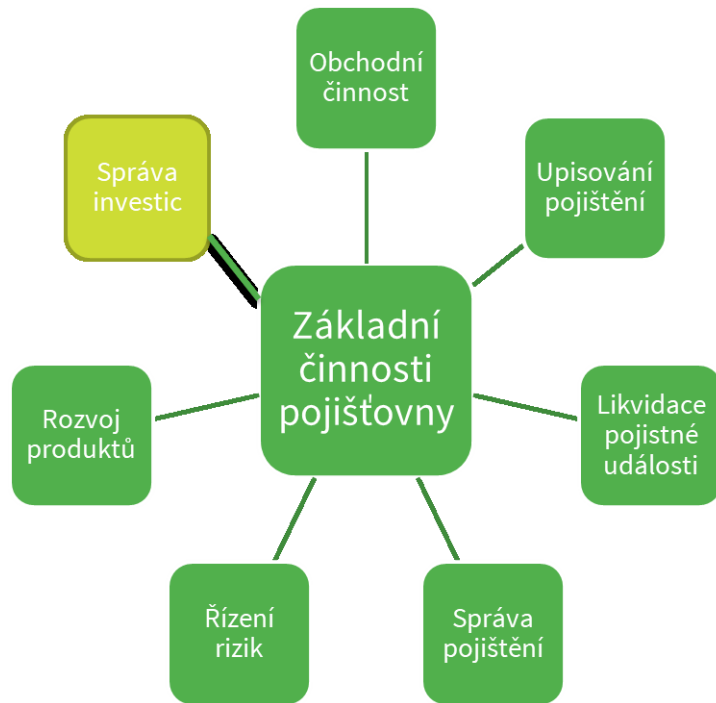 Obchodní
činnost
Správa
investic
Upisování
pojištění
Základní
činnosti
pojišťovny
Rozvoj
produktů
Likvidace
pojistné
události
Řízení
rizik
Správa
pojištění